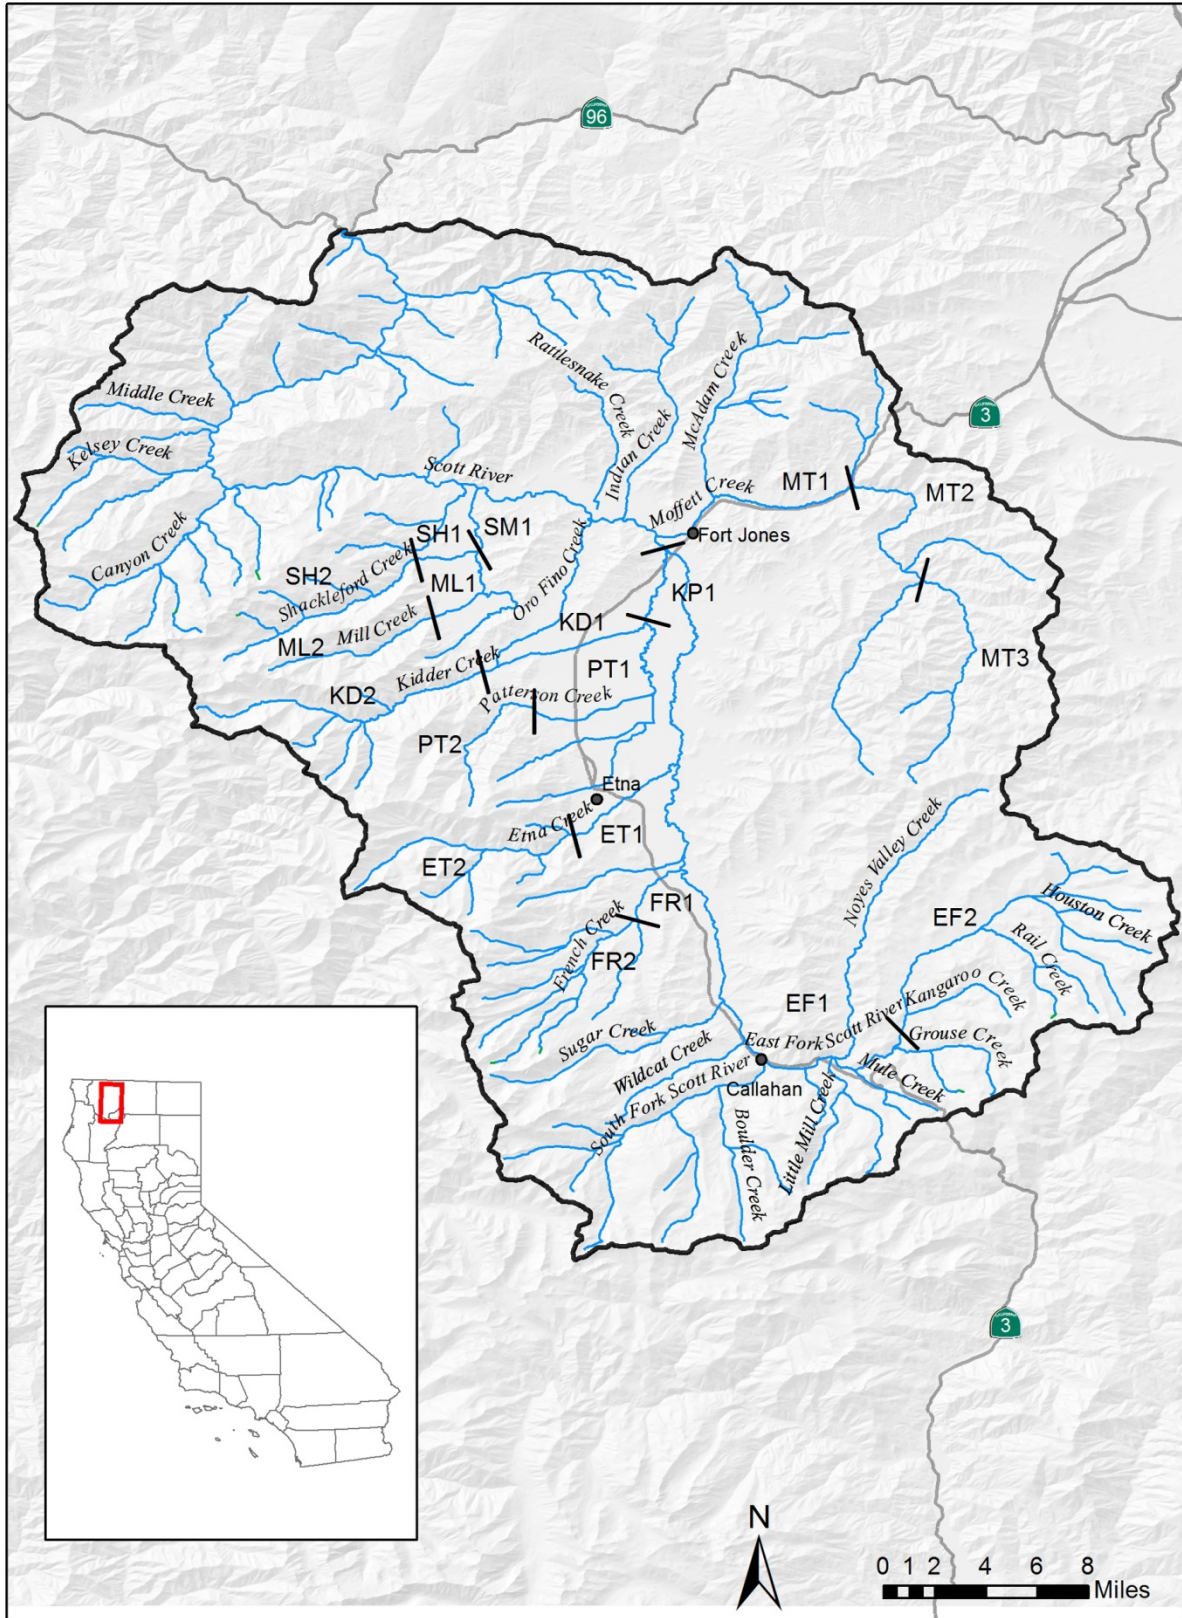 96
Rattlesnake Creek
McAdam Creek
Middle Creek
3
Indian Creek
Kelsey Creek
Scott River
MT1
MT2
Moffett Creek
Canyon Creek
SH1
SM1
Fort Jones
Oro Fino Creek
SH2
Shackleford Creek
ML1
KP1
Mill Creek
KD1
ML2
Kidder Creek
PT1
MT3
KD2
Patterson Creek
PT2
Etna
Etna Creek
ET1
Noyes Valley Creek
ET2
Houston Creek
FR1
EF2
French Creek
Rail Creek
FR2
Kangaroo Creek
EF1
Sugar Creek
East Fork Scott River
Grouse Creek
Wildcat Creek
Mule Creek
South Fork Scott River
Callahan
Boulder Creek
Little Mill Creek
3
N
0 1 2 4 6 8
Miles